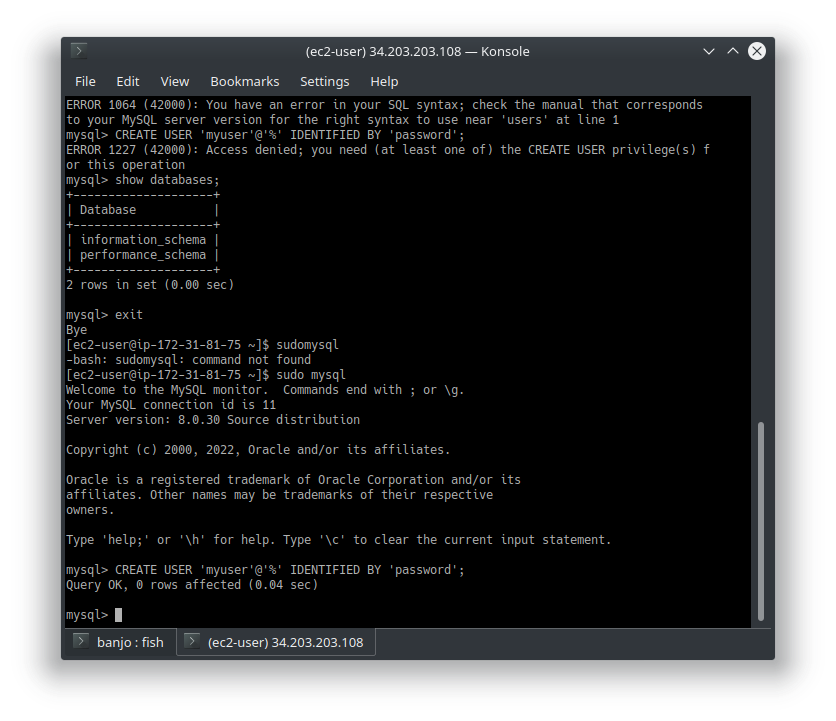 (ec2-user) 34.203.203.108 — Konsole
File Edit View Bookmarks Settings Help
ERROR 1064 (42000): You have an error in your SQL syntax; check the manual that corresponds
to your MySQL server version for the right syntax to use near 'users' at line 1
mysql> CREATE USER 'myuser'@'%' IDENTIFIED BY 'password';
ERROR 1227 (42000): Access denied; you need (at least one of) the CREATE USER privilege(s) f
or this operation
mysql> show databases;
+--------------------+
| Database           |
+--------------------+
| information_schema |
| performance_schema |
+--------------------+
2 rows in set (0.00 sec)
mysql> exit
Bye
[ec2-user@ip-172-31-81-75 ~]$ sudomysql
-bash: sudomysql: command not found
[ec2-user@ip-172-31-81-75 ~]$ sudo mysql
Welcome to the MySQL monitor.  Commands end with ; or \g.
Your MySQL connection id is 11
Server version: 8.0.30 Source distribution
Copyright (c) 2000, 2022, Oracle and/or its affiliates.
Oracle is a registered trademark of Oracle Corporation and/or its
affiliates. Other names may be trademarks of their respective
owners.
Type 'help;' or '\h' for help. Type '\c' to clear the current input statement.
mysql> CREATE USER 'myuser'@'%' IDENTIFIED BY 'password';
Query OK, 0 rows affected (0.04 sec)
mysql>
banjo : fish (ec2-user) 34.203.203.108